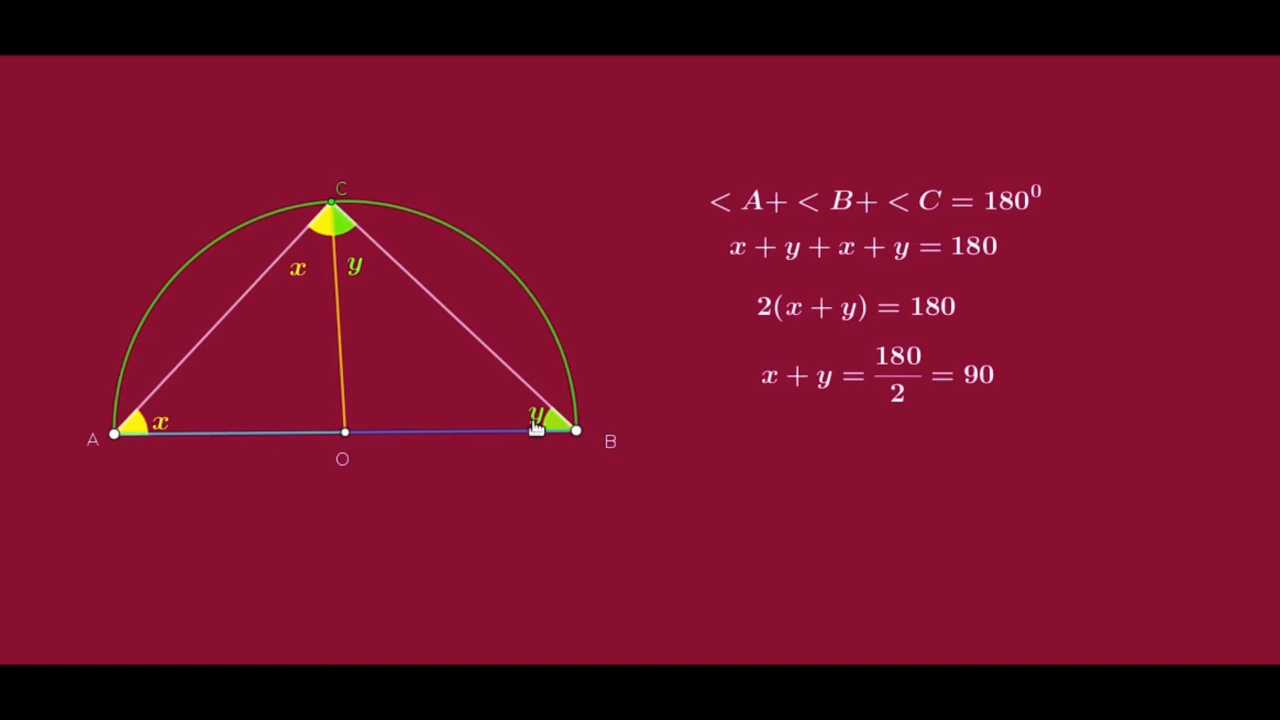 C
< A+ < B+ < C = 180⁰
x + y + x + y = 180
x y
2(x + y) = 180
x + y = 180/2 = 90
x y
A B
O